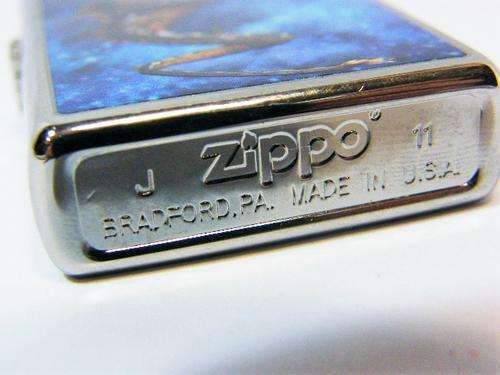 J zippo® 11
BRADFORD, PA. MADE IN U.S.A.